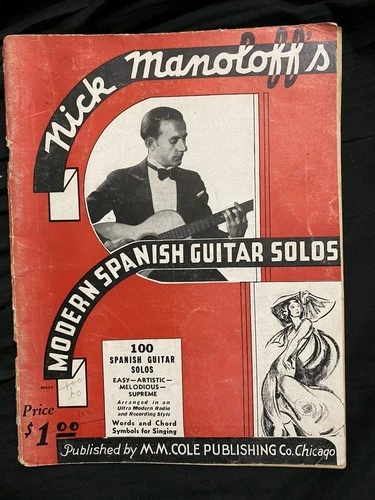 Nick Manoloff's
MODERN SPANISH GUITAR SOLOS
100
SPANISH GUITAR
SOLOS
EASY—ARTISTIC—
MELODIOUS—
SUPREME
Arranged in an
Ultra Modern Radio
and Recording Style
Words and Chord
Symbols for Singing
Price
$1.00
Published by M.M. COLE PUBLISHING Co. Chicago